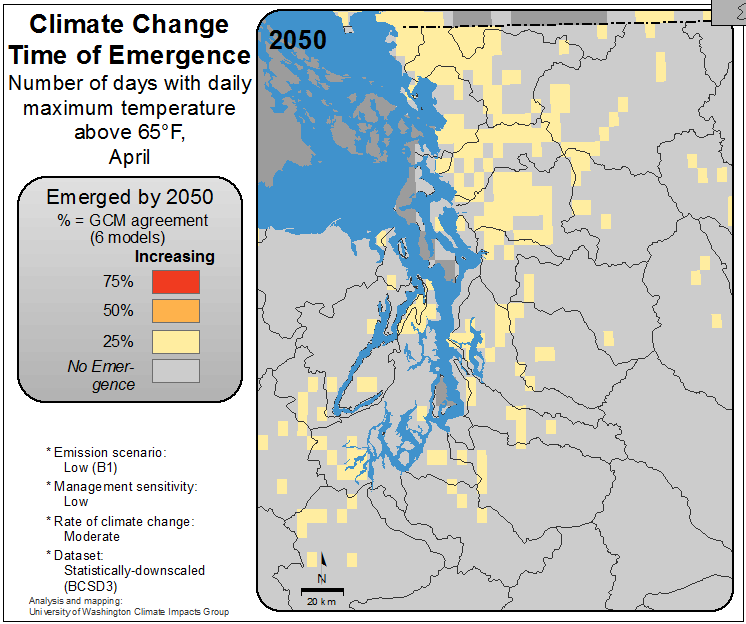 Climate Change
Time of Emergence
Number of days with daily
maximum temperature
above 65°F,
April
Emerged by 2050
% = GCM agreement
(6 models)
Increasing
75%
50%
25%
No Emer-
gence
* Emission scenario:
Low (B1)
* Management sensitivity:
Low
* Rate of climate change:
Moderate
* Dataset:
Statistically-downscaled
(BCSD3)
Analysis and mapping:
University of Washington Climate Impacts Group
2050
N
20 km